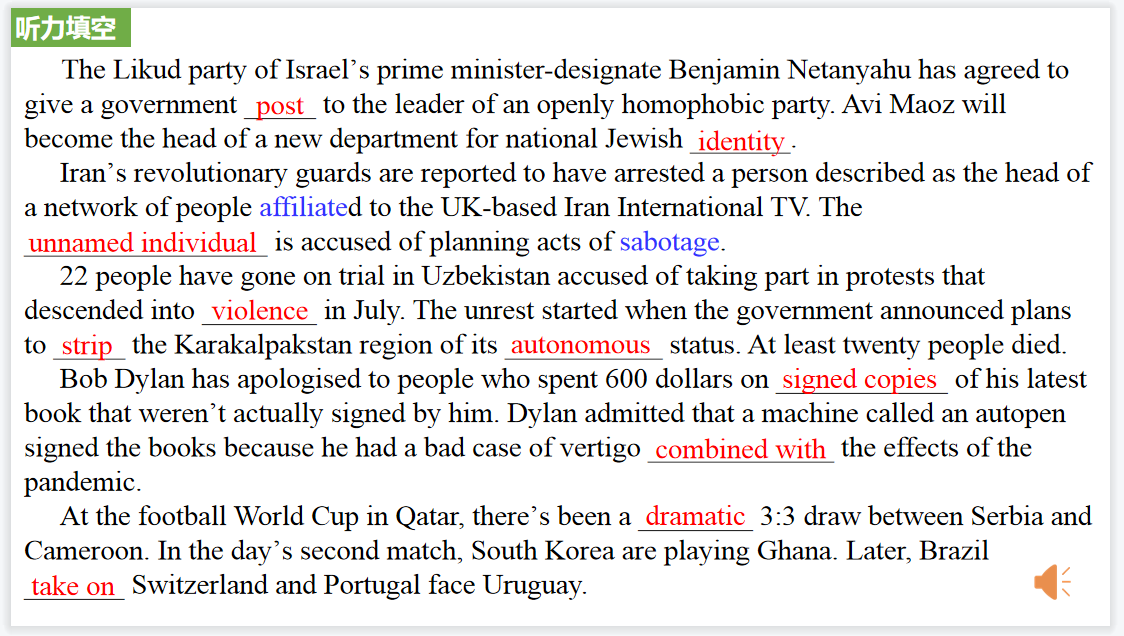 听力填空
The Likud party of Israel’s prime minister-designate Benjamin Netanyahu has agreed to
give a government post to the leader of an openly homophobic party. Avi Maoz will
become the head of a new department for national Jewish identity.
Iran’s revolutionary guards are reported to have arrested a person described as the head of
a network of people affiliated to the UK-based Iran International TV. The
unnamed individual is accused of planning acts of sabotage.
22 people have gone on trial in Uzbekistan accused of taking part in protests that
descended into violence in July. The unrest started when the government announced plans
to strip the Karakalpakstan region of its autonomous status. At least twenty people died.
Bob Dylan has apologised to people who spent 600 dollars on signed copies of his latest
book that weren’t actually signed by him. Dylan admitted that a machine called an autopen
signed the books because he had a bad case of vertigo combined with the effects of the
pandemic.
At the football World Cup in Qatar, there’s been a dramatic 3:3 draw between Serbia and
Cameroon. In the day’s second match, South Korea are playing Ghana. Later, Brazil
take on Switzerland and Portugal face Uruguay.